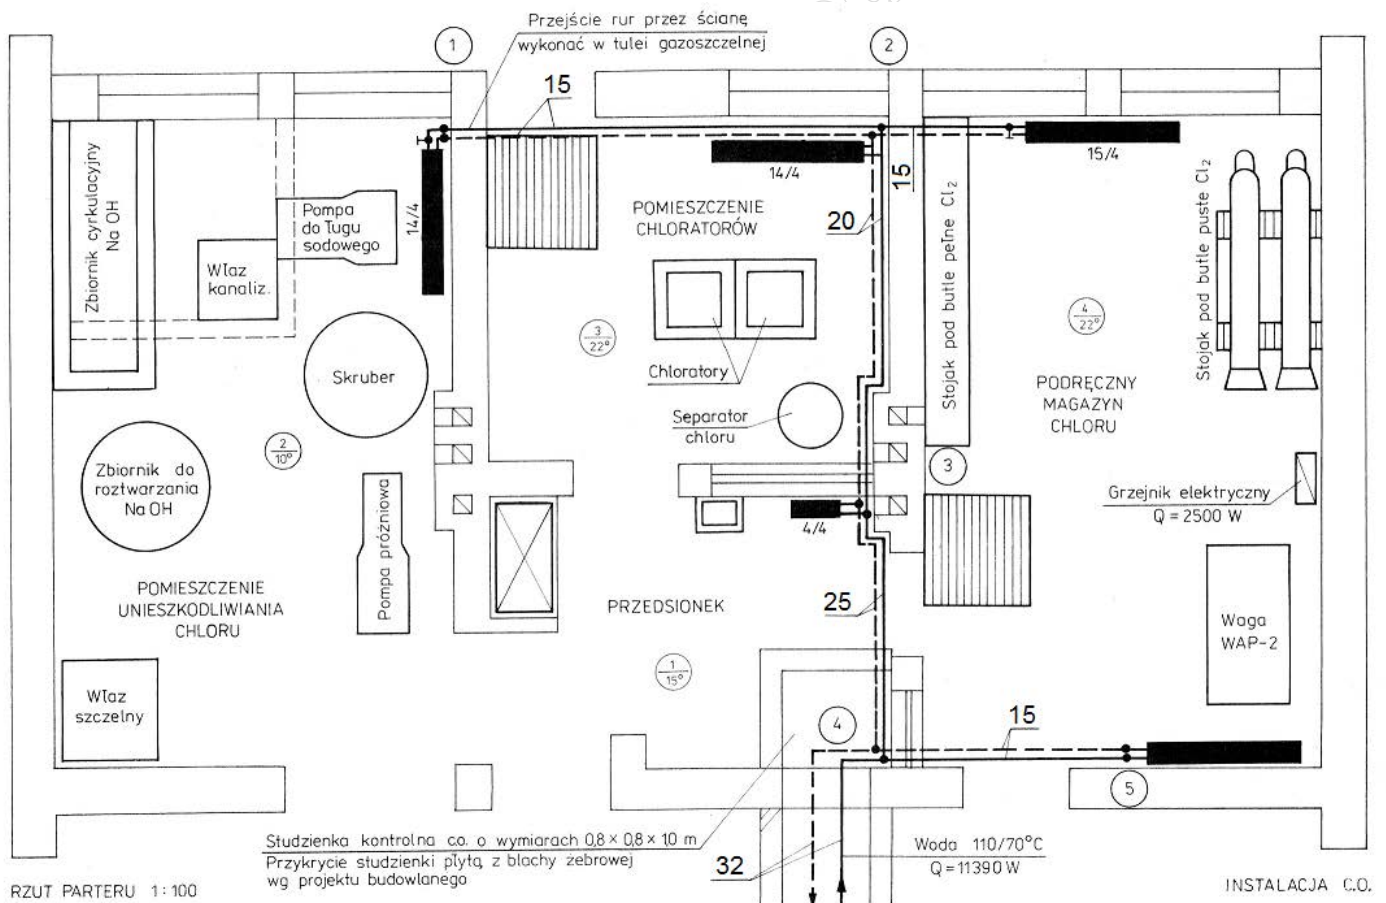 Przejście rur przez ścianę
wykonać w tulei gazoszczelnej
1
2
15
15/4
14/4
15
14/4
Zbiornik cyrkulacyjny
Na OH
Pompa
do ługu
sodowego
Właz
kanaliz.
POMIESZCZENIE
CHLORATORÓW
20
Stojak pod butle pełne Cl₂
Stojak pod butle puste Cl₂
3
22°
4
22°
Skruber
Chloratory
PODRĘCZNY
MAGAZYN
CHLORU
Separator
chloru
2
10°
Zbiornik do
roztwarzania
Na OH
3
Grzejnik elektryczny
Q = 2500 W
4/4
Pompa próżniowa
POMIESZCZENIE
UNIESZKODLIWIANIA
CHLORU
PRZEDSIONEK
25
Waga
WAP-2
1
15°
Właz
szczelny
4
15
5
Studzienka kontrolna c.o. o wymiarach 0,8 × 0,8 × 1,0 m
Przykrycie studzienki płytą z blachy żebrowej
wg projektu budowlanego
32
Woda 110/70°C
Q = 11390 W
RZUT PARTERU 1:100
INSTALACJA C.O.